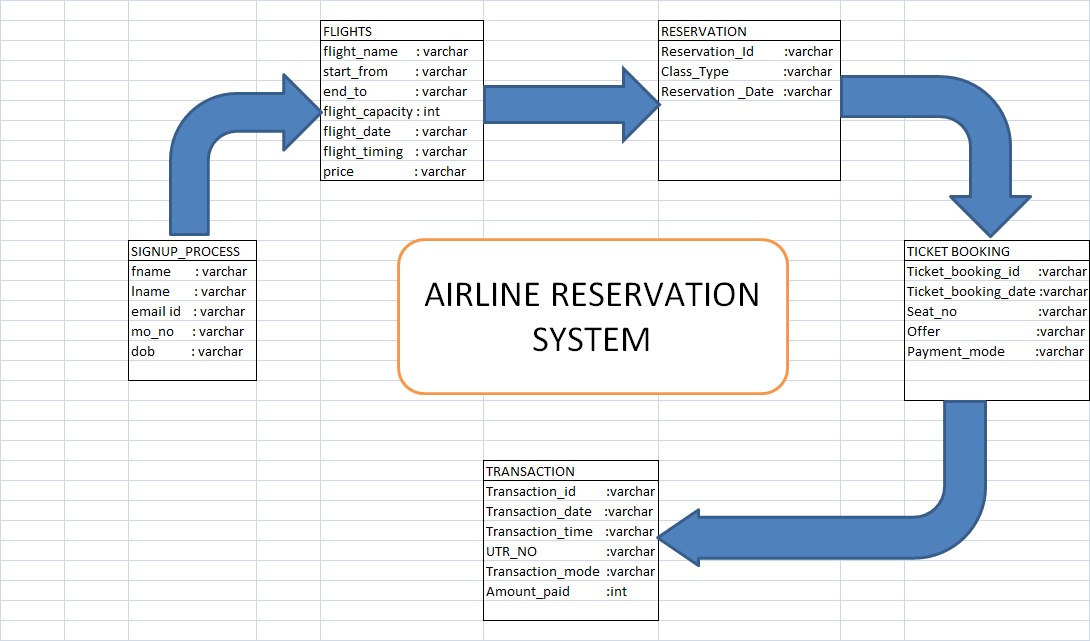 FLIGHTS
flight_name : varchar
start_from : varchar
end_to : varchar
flight_capacity : int
flight_date : varchar
flight_timing : varchar
price : varchar
RESERVATION
Reservation_Id :varchar
Class_Type :varchar
Reservation _Date :varchar
SIGNUP_PROCESS
fname : varchar
lname : varchar
email id : varchar
mo_no : varchar
dob : varchar
AIRLINE RESERVATION
SYSTEM
TICKET BOOKING
Ticket_booking_id :varchar
Ticket_booking_date :varchar
Seat_no :varchar
Offer :varchar
Payment_mode :varchar
TRANSACTION
Transaction_id :varchar
Transaction_date :varchar
Transaction_time :varchar
UTR_NO :varchar
Transaction_mode :varchar
Amount_paid :int